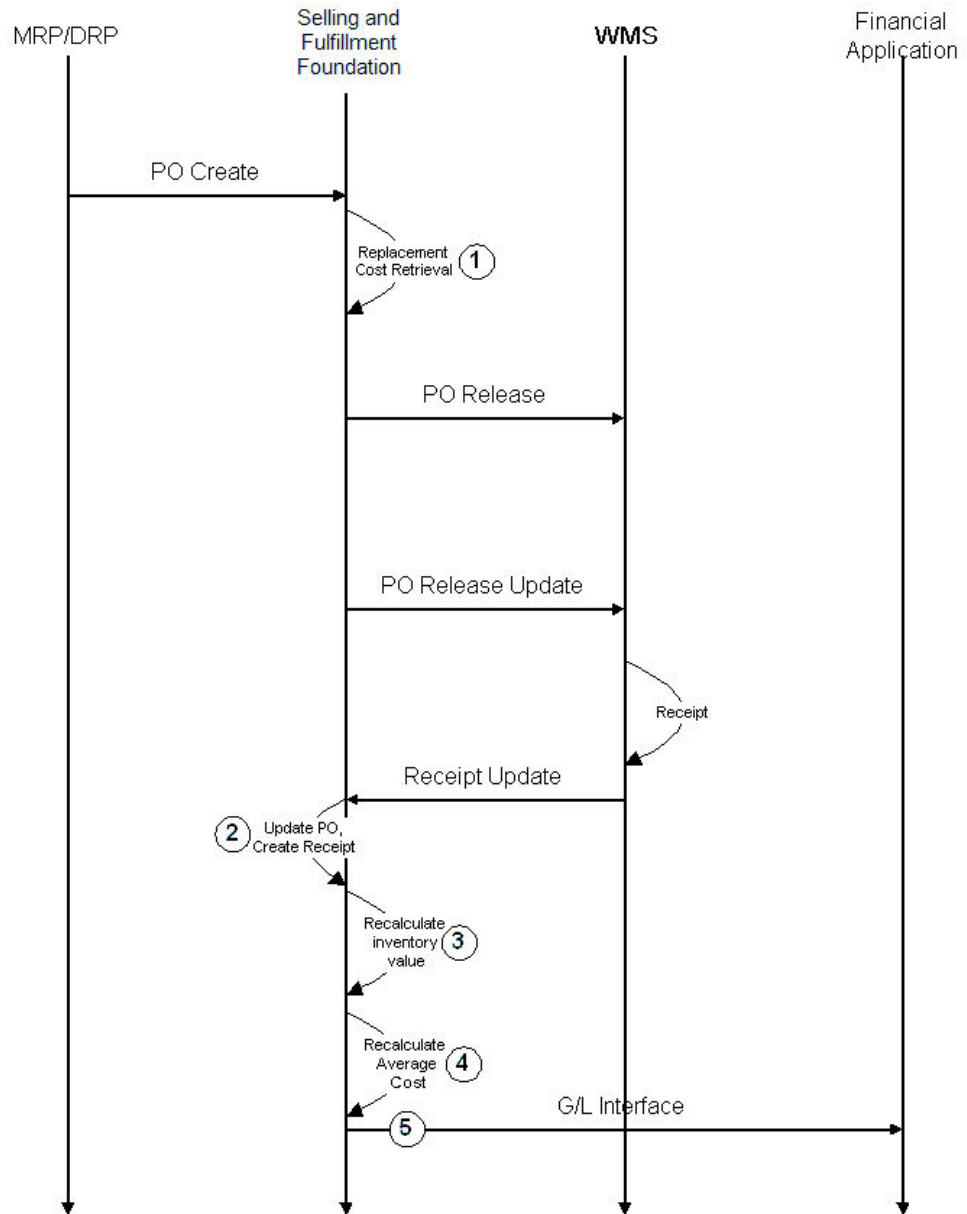 MRP/DRP
Selling and
Fulfillment
Foundation
WMS
Financial
Application
PO Create
Replacement
Cost Retrieval
1
PO Release
PO Release Update
Receipt
Receipt Update
2
Update PO,
Create Receipt
Recalculate
inventory
value
3
Recalculate
Average
Cost
4
G/L Interface
5